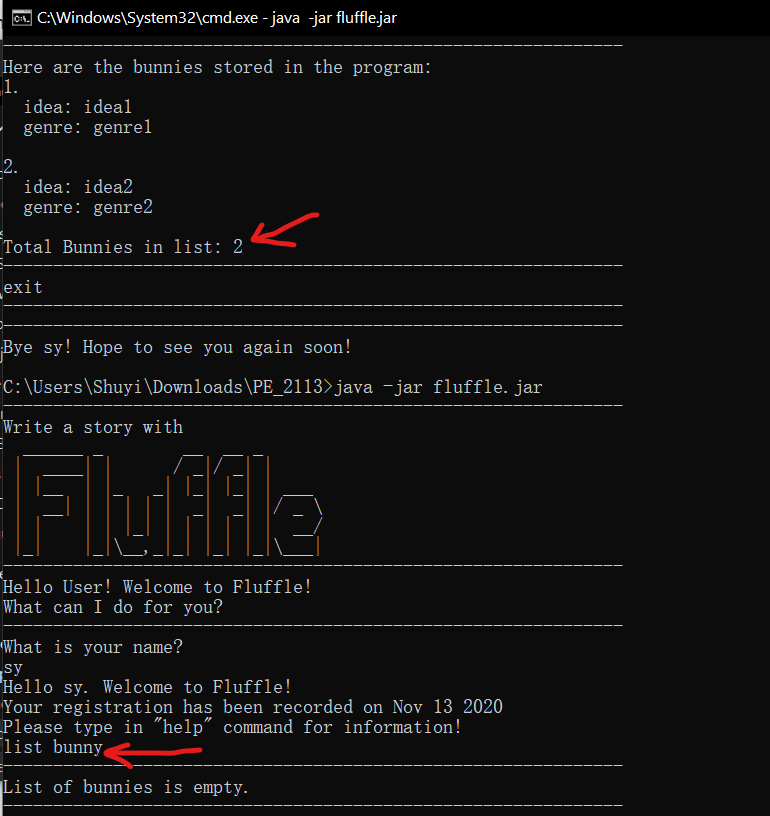 C:\Windows\System32\cmd.exe - java  -jar fluffle.jar
--------------------------------------------------------------
Here are the bunnies stored in the program:
1.
  idea: idea1
  genre: genre1
2.
  idea: idea2
  genre: genre2
Total Bunnies in list: 2
--------------------------------------------------------------
exit
--------------------------------------------------------------
--------------------------------------------------------------
Bye sy! Hope to see you again soon!
C:\Users\Shuyi\Downloads\PE_2113>java -jar fluffle.jar
--------------------------------------------------------------
Write a story with
Fluffle
--------------------------------------------------------------
Hello User! Welcome to Fluffle!
What can I do for you?
--------------------------------------------------------------
What is your name?
sy
Hello sy. Welcome to Fluffle!
Your registration has been recorded on Nov 13 2020
Please type in "help" command for information!
list bunny
--------------------------------------------------------------
List of bunnies is empty.
--------------------------------------------------------------